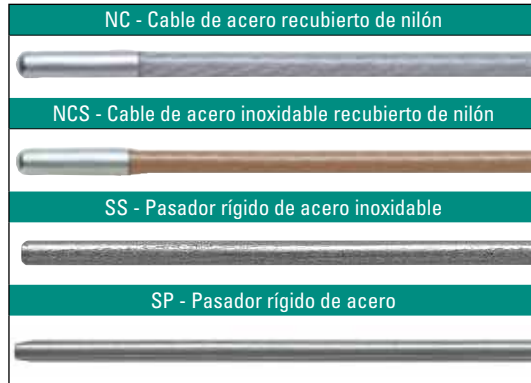 NC - Cable de acero recubierto de nilón
NCS - Cable de acero inoxidable recubierto de nilón
SS - Pasador rígido de acero inoxidable
SP - Pasador rígido de acero